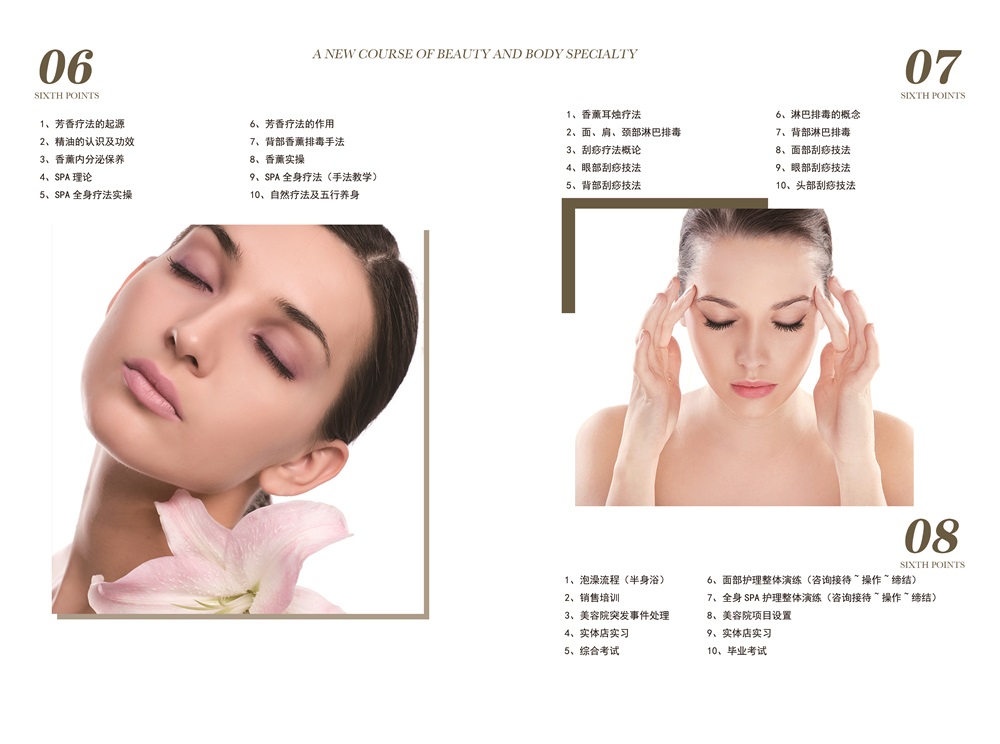 A NEW COURSE OF BEAUTY AND BODY SPECIALTY
06
SIXTH POINTS
1、芳香疗法的起源
2、精油的认识及功效
3、香薰内分泌保养
4、SPA 理论
5、SPA 全身疗法实操
6、芳香疗法的作用
7、背部香薰排毒手法
8、香薰实操
9、SPA 全身疗法（手法教学）
10、自然疗法及五行养身
07
SIXTH POINTS
1、香薰耳烛疗法
2、面、肩、颈部淋巴排毒
3、刮痧疗法概论
4、眼部刮痧技法
5、背部刮痧技法
6、淋巴排毒的概念
7、背部淋巴排毒
8、面部刮痧技法
9、眼部刮痧技法
10、头部刮痧技法
08
SIXTH POINTS
1、泡澡流程（半身浴）
2、销售培训
3、美容院突发事件处理
4、实体店实习
5、综合考试
6、面部护理整体演练（咨询接待~操作~缔结）
7、全身 SPA 护理整体演练（咨询接待~操作~缔结）
8、美容院项目设置
9、实体店实习
10、毕业考试